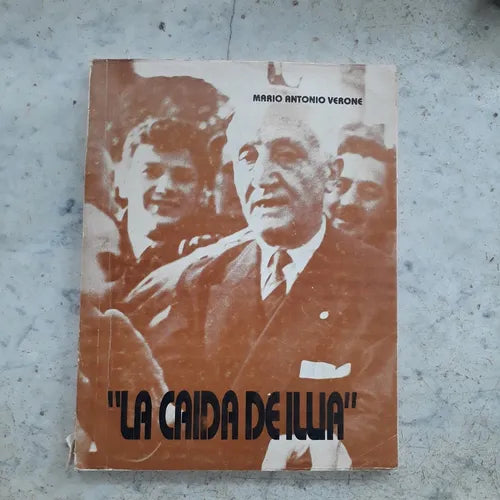 MARIO ANTONIO VERONE
"LA CAIDA DE ILLIA"